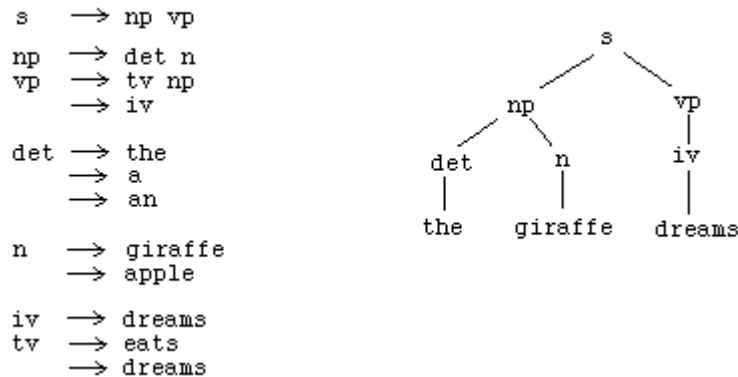 s → np vp
np → det n
vp → tv np
→ iv
det → the
→ a
→ an
n → giraffe
→ apple
iv → dreams
tv → eats
→ dreams
s
np vp
det n iv
the giraffe dreams